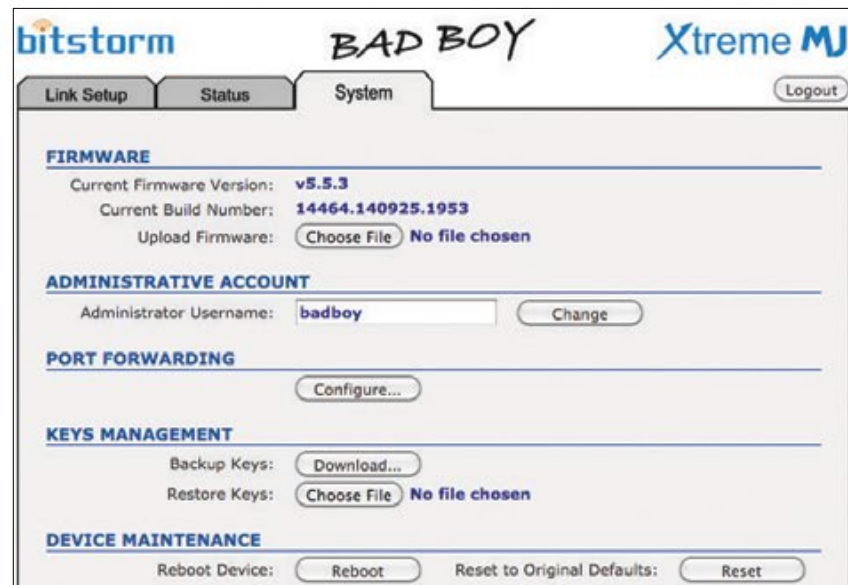 bitstorm BAD BOY Xtreme MJ
Link Setup Status System Logout
FIRMWARE
Current Firmware Version: v5.5.3
Current Build Number: 14464.140925.1953
Upload Firmware: Choose File No file chosen
ADMINISTRATIVE ACCOUNT
Administrator Username: badboy Change
PORT FORWARDING
Configure...
KEYS MANAGEMENT
Backup Keys: Download...
Restore Keys: Choose File No file chosen
DEVICE MAINTENANCE
Reboot Device: Reboot Reset to Original Defaults: Reset